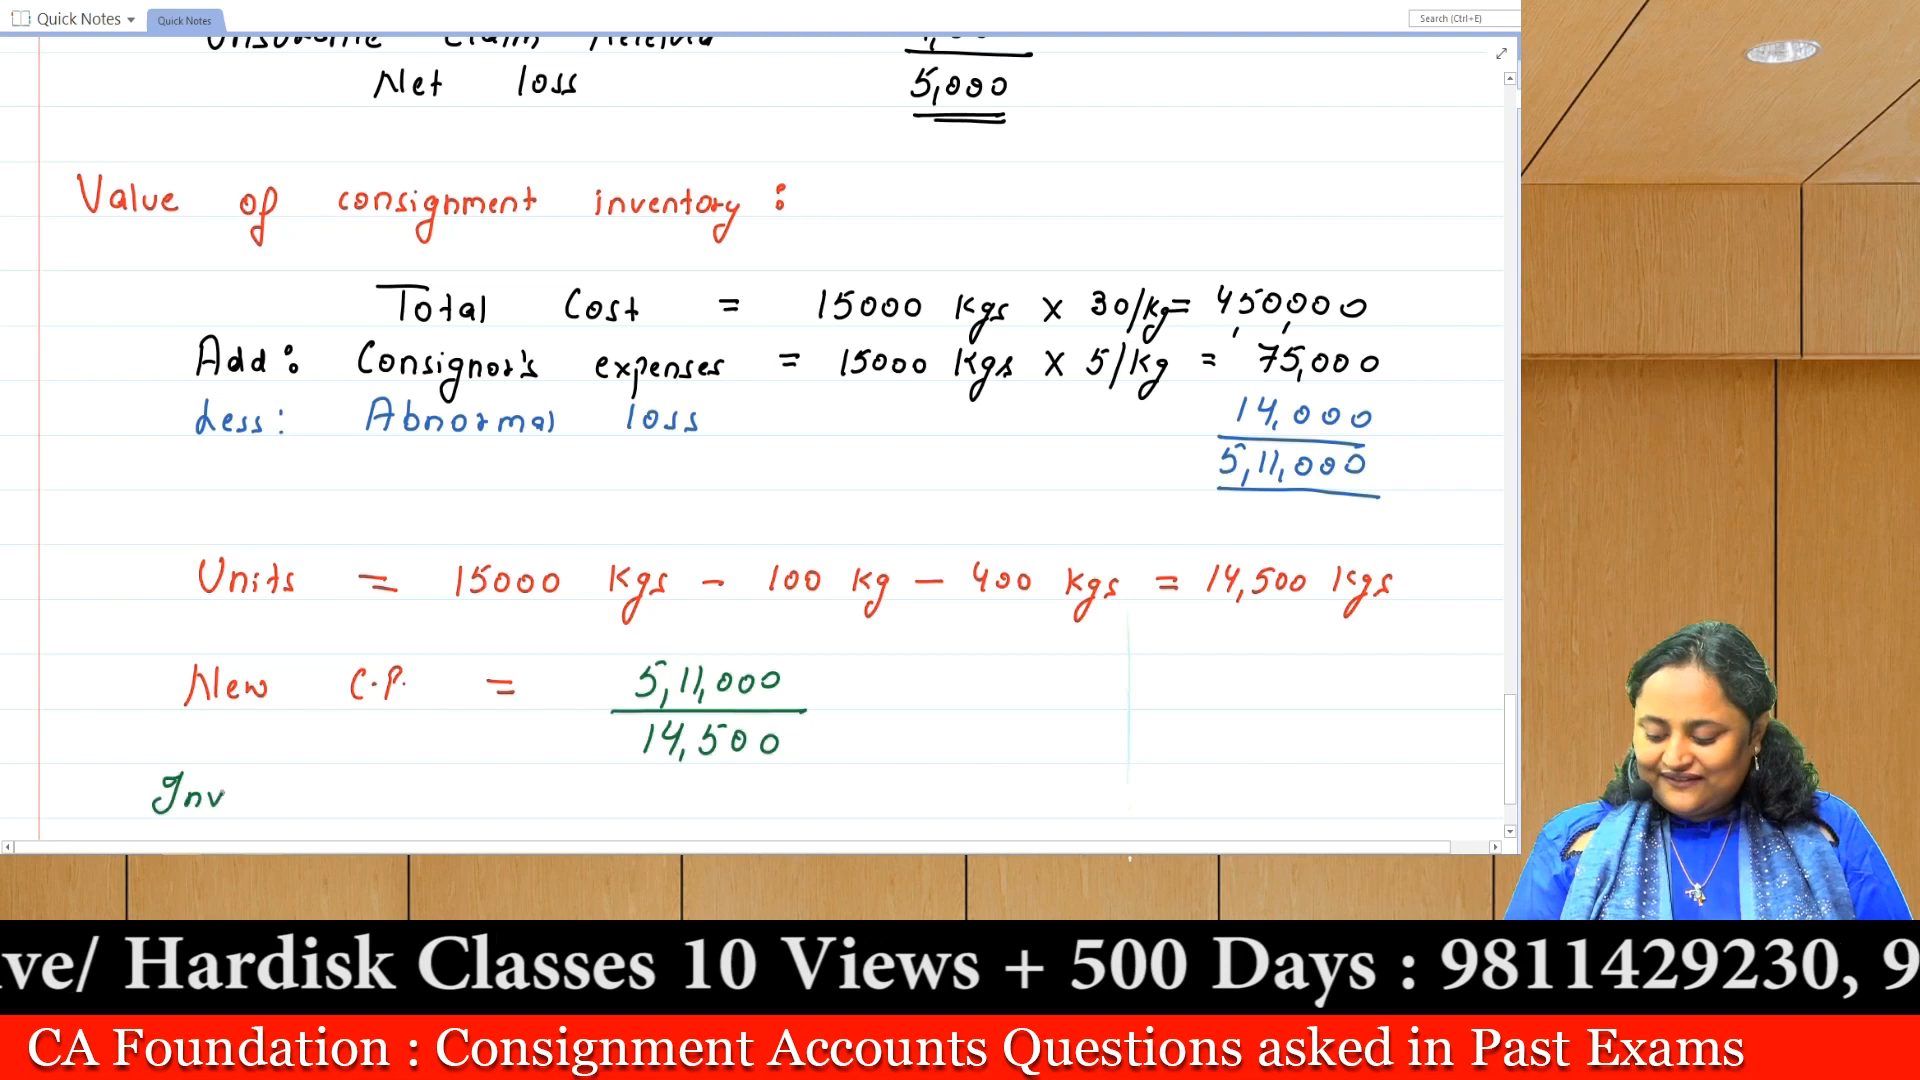 Quick Notes
Quick Notes
Search (Ctrl+E)
Claim Received
Net loss 5,000
Value of consignment inventory :
Total Cost = 15000 Kgs x 30/Kg = 4,50,000
Add : Consignor's expenses = 15000 Kgs x 5/Kg = 75,000
Less : Abnormal loss 14,000
5,11,000
Units = 15000 Kgs - 100 Kg - 400 Kgs = 14,500 Kgs
New C.P. = 5,11,000
14,500
Inv
ve/ Hardisk Classes 10 Views + 500 Days : 9811429230, 9
CA Foundation : Consignment Accounts Questions asked in Past Exams